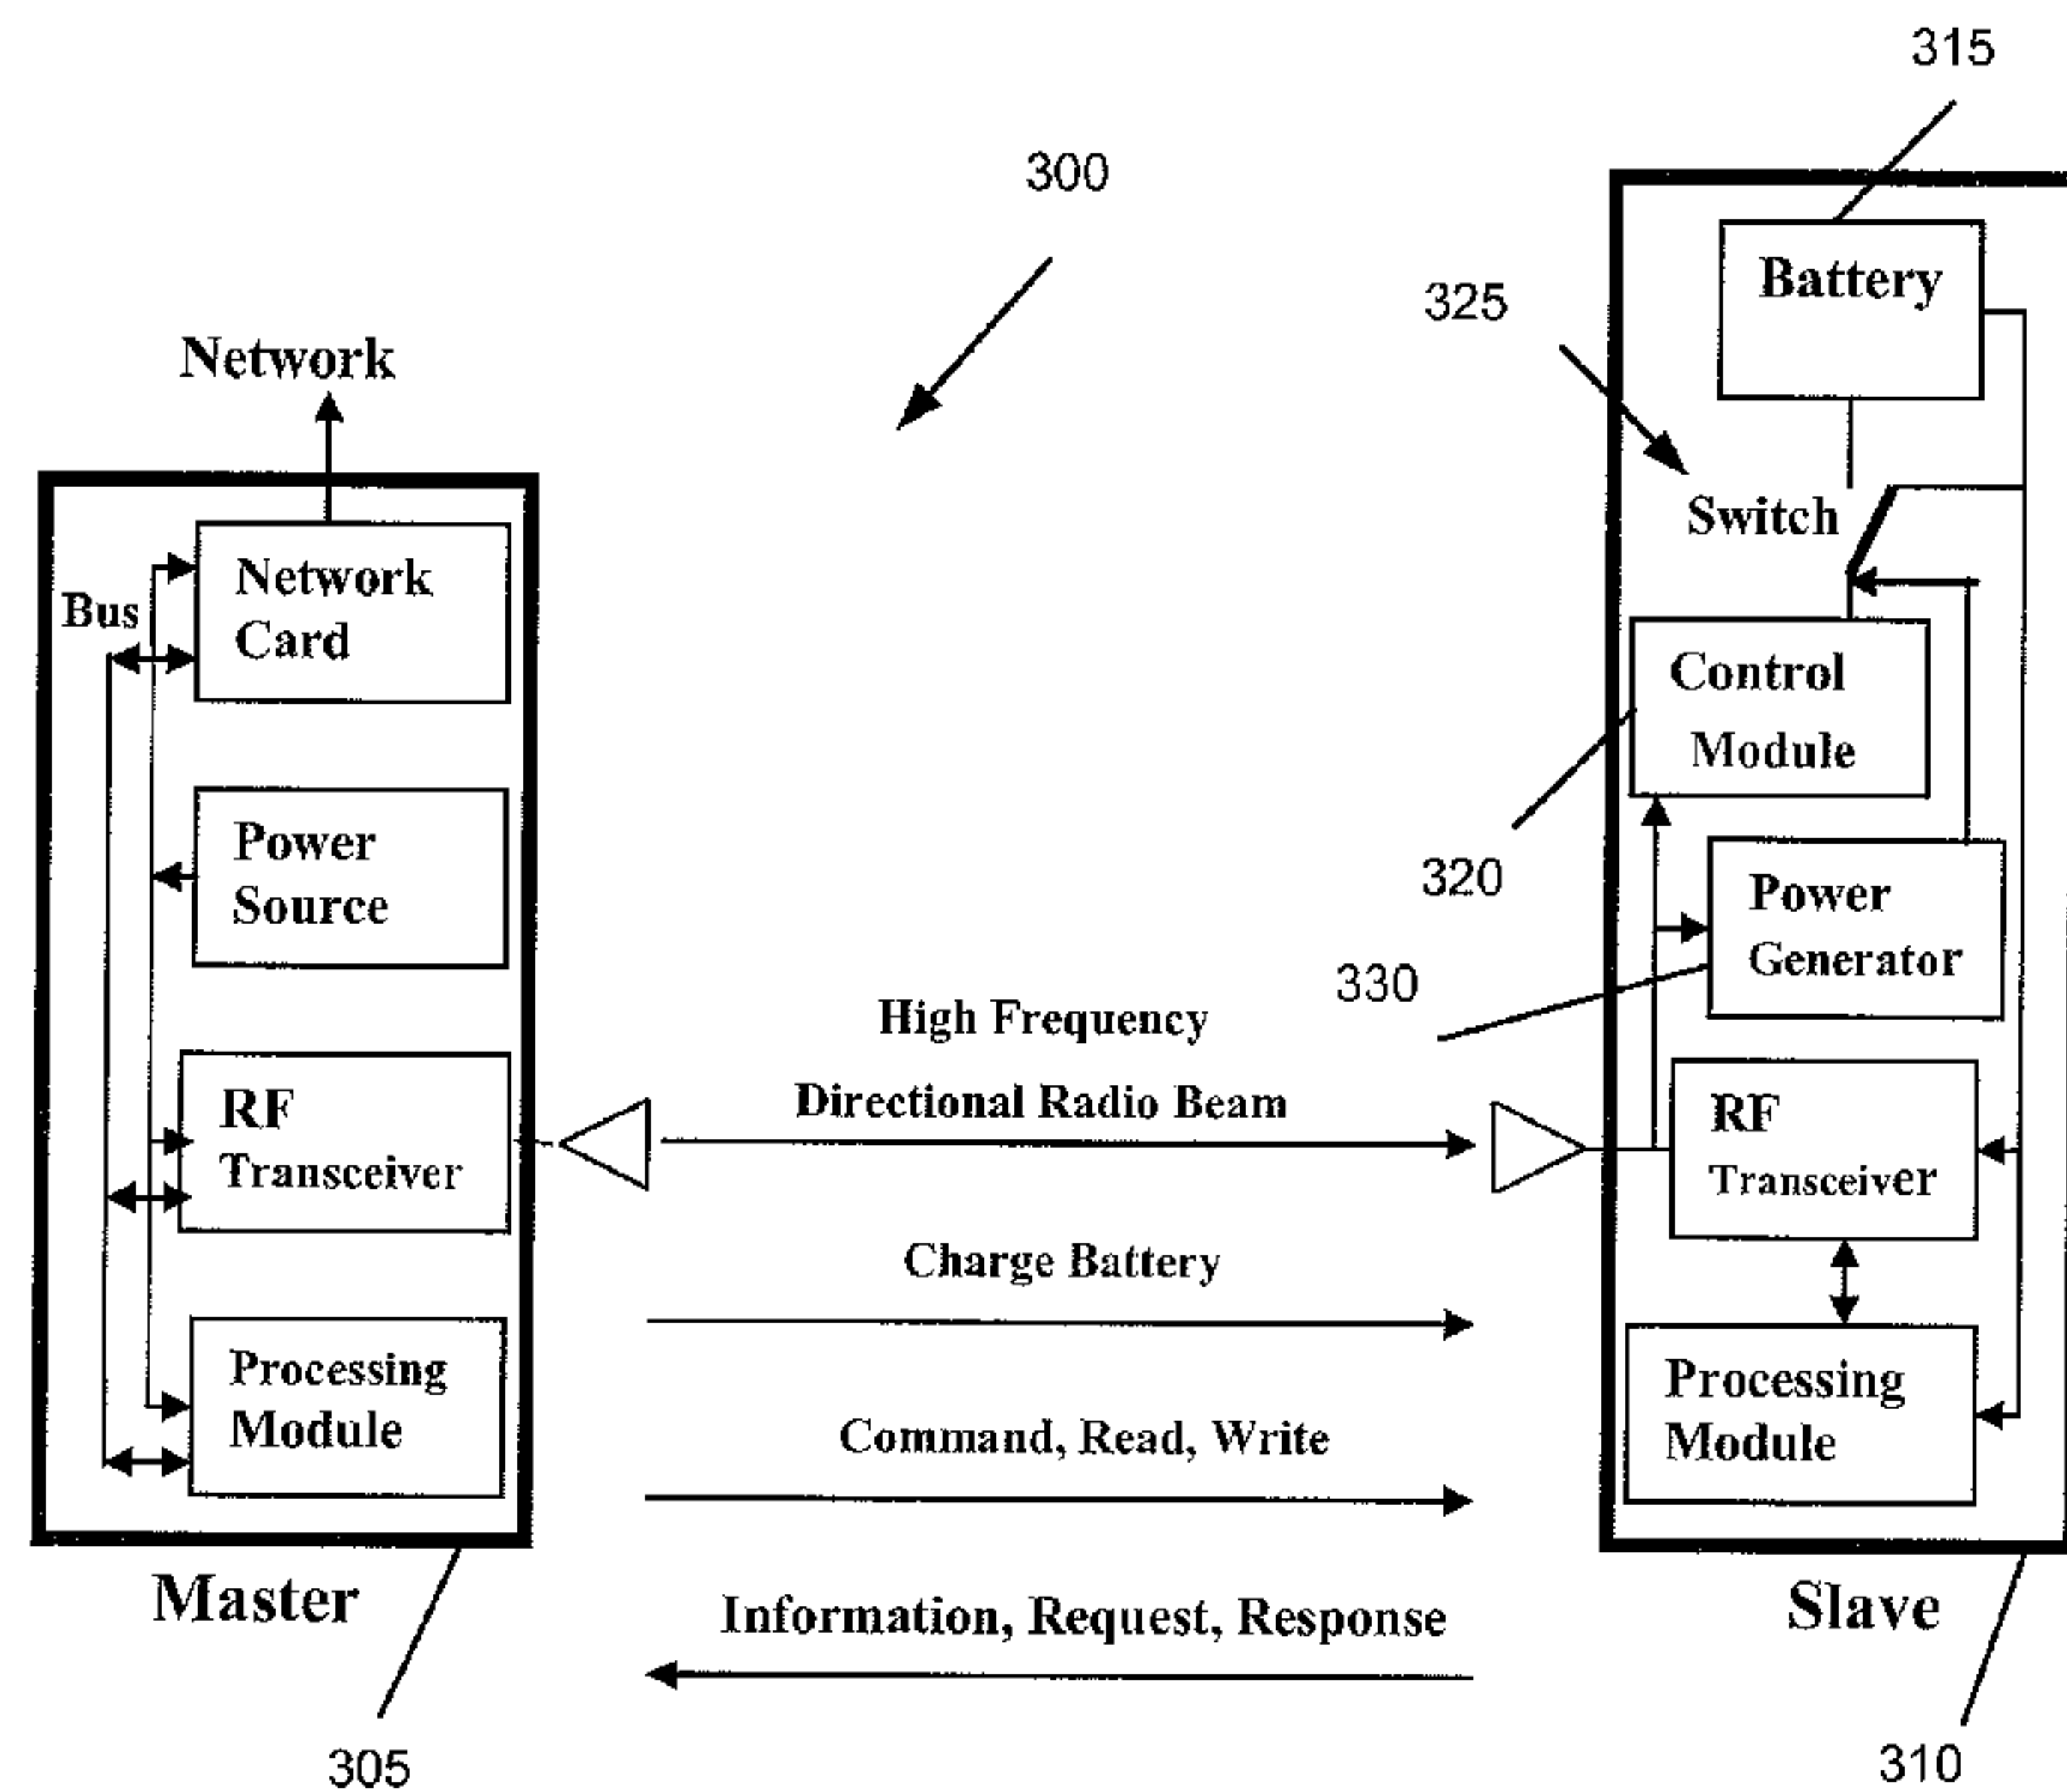 315
300
Battery
325
Network
Switch
Network
Card
Bus
Control
Module
Power
Source
320
Power
Generator
330
High Frequency
Directional Radio Beam
RF
Transceiver
RF
Transceiver
Charge Battery
Processing
Module
Processing
Module
Command, Read, Write
Master
Slave
Information, Request, Response
305
310